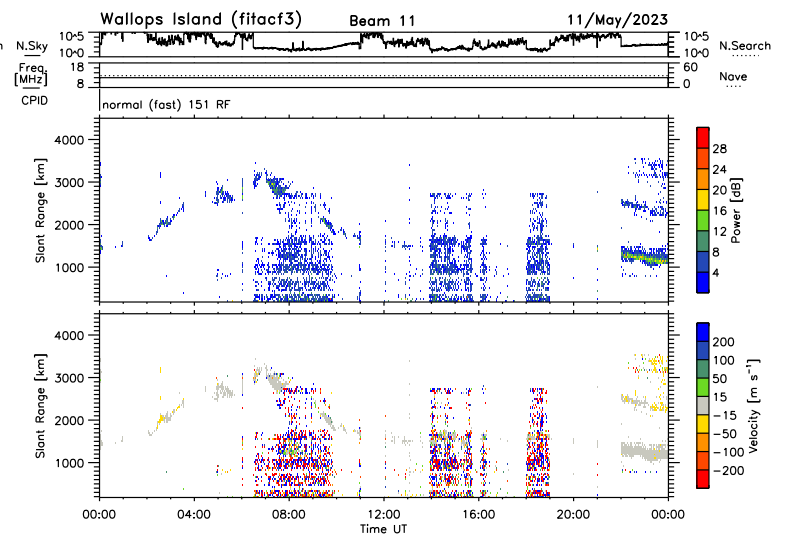 Wallops Island (fitacf3) Beam 11 11/May/2023
n N.Sky 10^5 10^5 N.Search
10^0 10^0
Freq. 18 60 Nave
[MHz] 8 0
CPID normal (fast) 151 RF
Slant Range [km]
4000
3000
2000
1000
28
24
20
16
12
8
4
Power [dB]
Slant Range [km]
4000
3000
2000
1000
200
100
50
15
-15
-50
-100
-200
Velocity [m s⁻¹]
00:00 04:00 08:00 12:00 16:00 20:00 00:00
Time UT